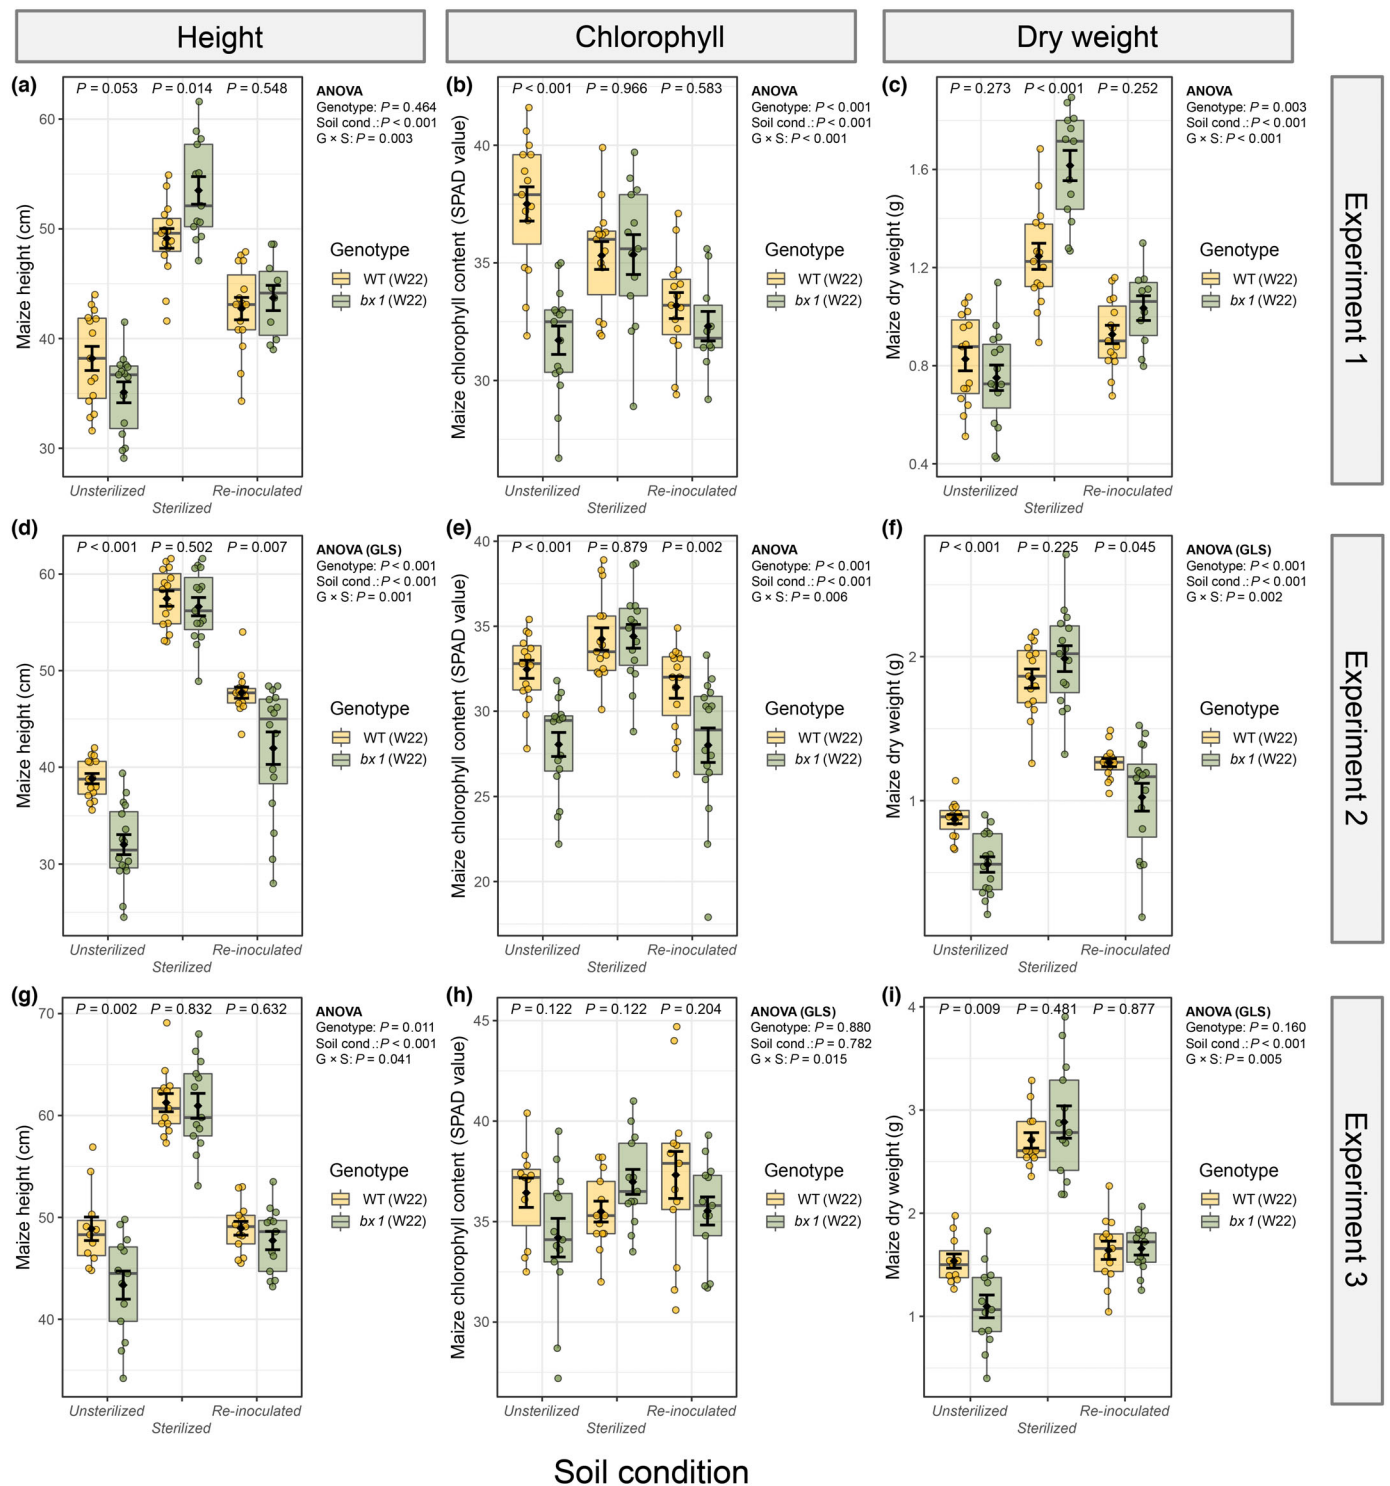 Height
Chlorophyll
Dry weight
Experiment 1
(a)
P = 0.053 P = 0.014 P = 0.548
ANOVA
Genotype: P = 0.464
Soil cond.: P < 0.001
G × S: P = 0.003
Maize height (cm)
60
50
40
30
Genotype
WT (W22)
bx1 (W22)
Unsterilized Re-inoculated
Sterilized
(b)
P < 0.001 P = 0.966 P = 0.583
ANOVA
Genotype: P < 0.001
Soil cond.: P < 0.001
G × S: P < 0.001
Maize chlorophyll content (SPAD value)
40
35
30
Genotype
WT (W22)
bx1 (W22)
Unsterilized Re-inoculated
Sterilized
(c)
P = 0.273 P < 0.001 P = 0.252
ANOVA
Genotype: P = 0.003
Soil cond.: P < 0.001
G × S: P < 0.001
Maize dry weight (g)
1.6
1.2
0.8
0.4
Genotype
WT (W22)
bx1 (W22)
Unsterilized Re-inoculated
Sterilized
Experiment 2
(d)
P < 0.001 P = 0.502 P = 0.007
ANOVA (GLS)
Genotype: P < 0.001
Soil cond.: P < 0.001
G × S: P = 0.001
Maize height (cm)
60
50
40
30
Genotype
WT (W22)
bx1 (W22)
Unsterilized Re-inoculated
Sterilized
(e)
P < 0.001 P = 0.879 P = 0.002
ANOVA
Genotype: P < 0.001
Soil cond.: P < 0.001
G × S: P = 0.006
Maize chlorophyll content (SPAD value)
40
35
30
25
20
Genotype
WT (W22)
bx1 (W22)
Unsterilized Re-inoculated
Sterilized
(f)
P < 0.001 P = 0.225 P = 0.045
ANOVA (GLS)
Genotype: P < 0.001
Soil cond.: P < 0.001
G × S: P = 0.002
Maize dry weight (g)
2
1
Genotype
WT (W22)
bx1 (W22)
Unsterilized Re-inoculated
Sterilized
Experiment 3
(g)
P = 0.002 P = 0.832 P = 0.632
ANOVA
Genotype: P = 0.011
Soil cond.: P < 0.001
G × S: P = 0.041
Maize height (cm)
70
60
50
40
Genotype
WT (W22)
bx1 (W22)
Unsterilized Re-inoculated
Sterilized
(h)
P = 0.122 P = 0.122 P = 0.204
ANOVA (GLS)
Genotype: P = 0.880
Soil cond.: P = 0.782
G × S: P = 0.015
Maize chlorophyll content (SPAD value)
45
40
35
30
Genotype
WT (W22)
bx1 (W22)
Unsterilized Re-inoculated
Sterilized
(i)
P = 0.009 P = 0.481 P = 0.877
ANOVA (GLS)
Genotype: P = 0.160
Soil cond.: P < 0.001
G × S: P = 0.005
Maize dry weight (g)
4
3
2
1
Genotype
WT (W22)
bx1 (W22)
Unsterilized Re-inoculated
Sterilized
Soil condition